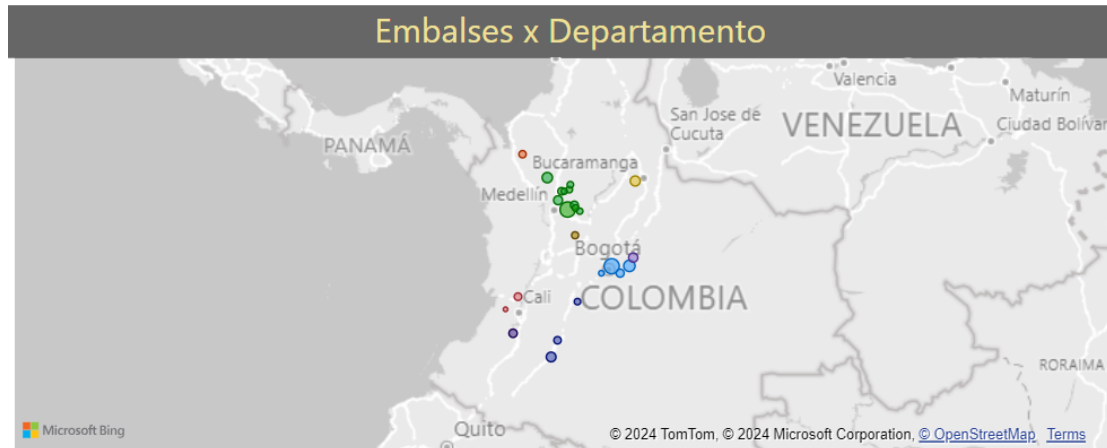 Embalses x Departamento
Valencia
Maturín
San Jose de
Cucuta
VENEZUELA
Ciudad Bolívar
PANAMÁ
Bucaramanga
Medellín
Bogotá
Cali
COLOMBIA
RORAIMA
Quito
Microsoft Bing
© 2024 TomTom, © 2024 Microsoft Corporation, © OpenStreetMap Terms